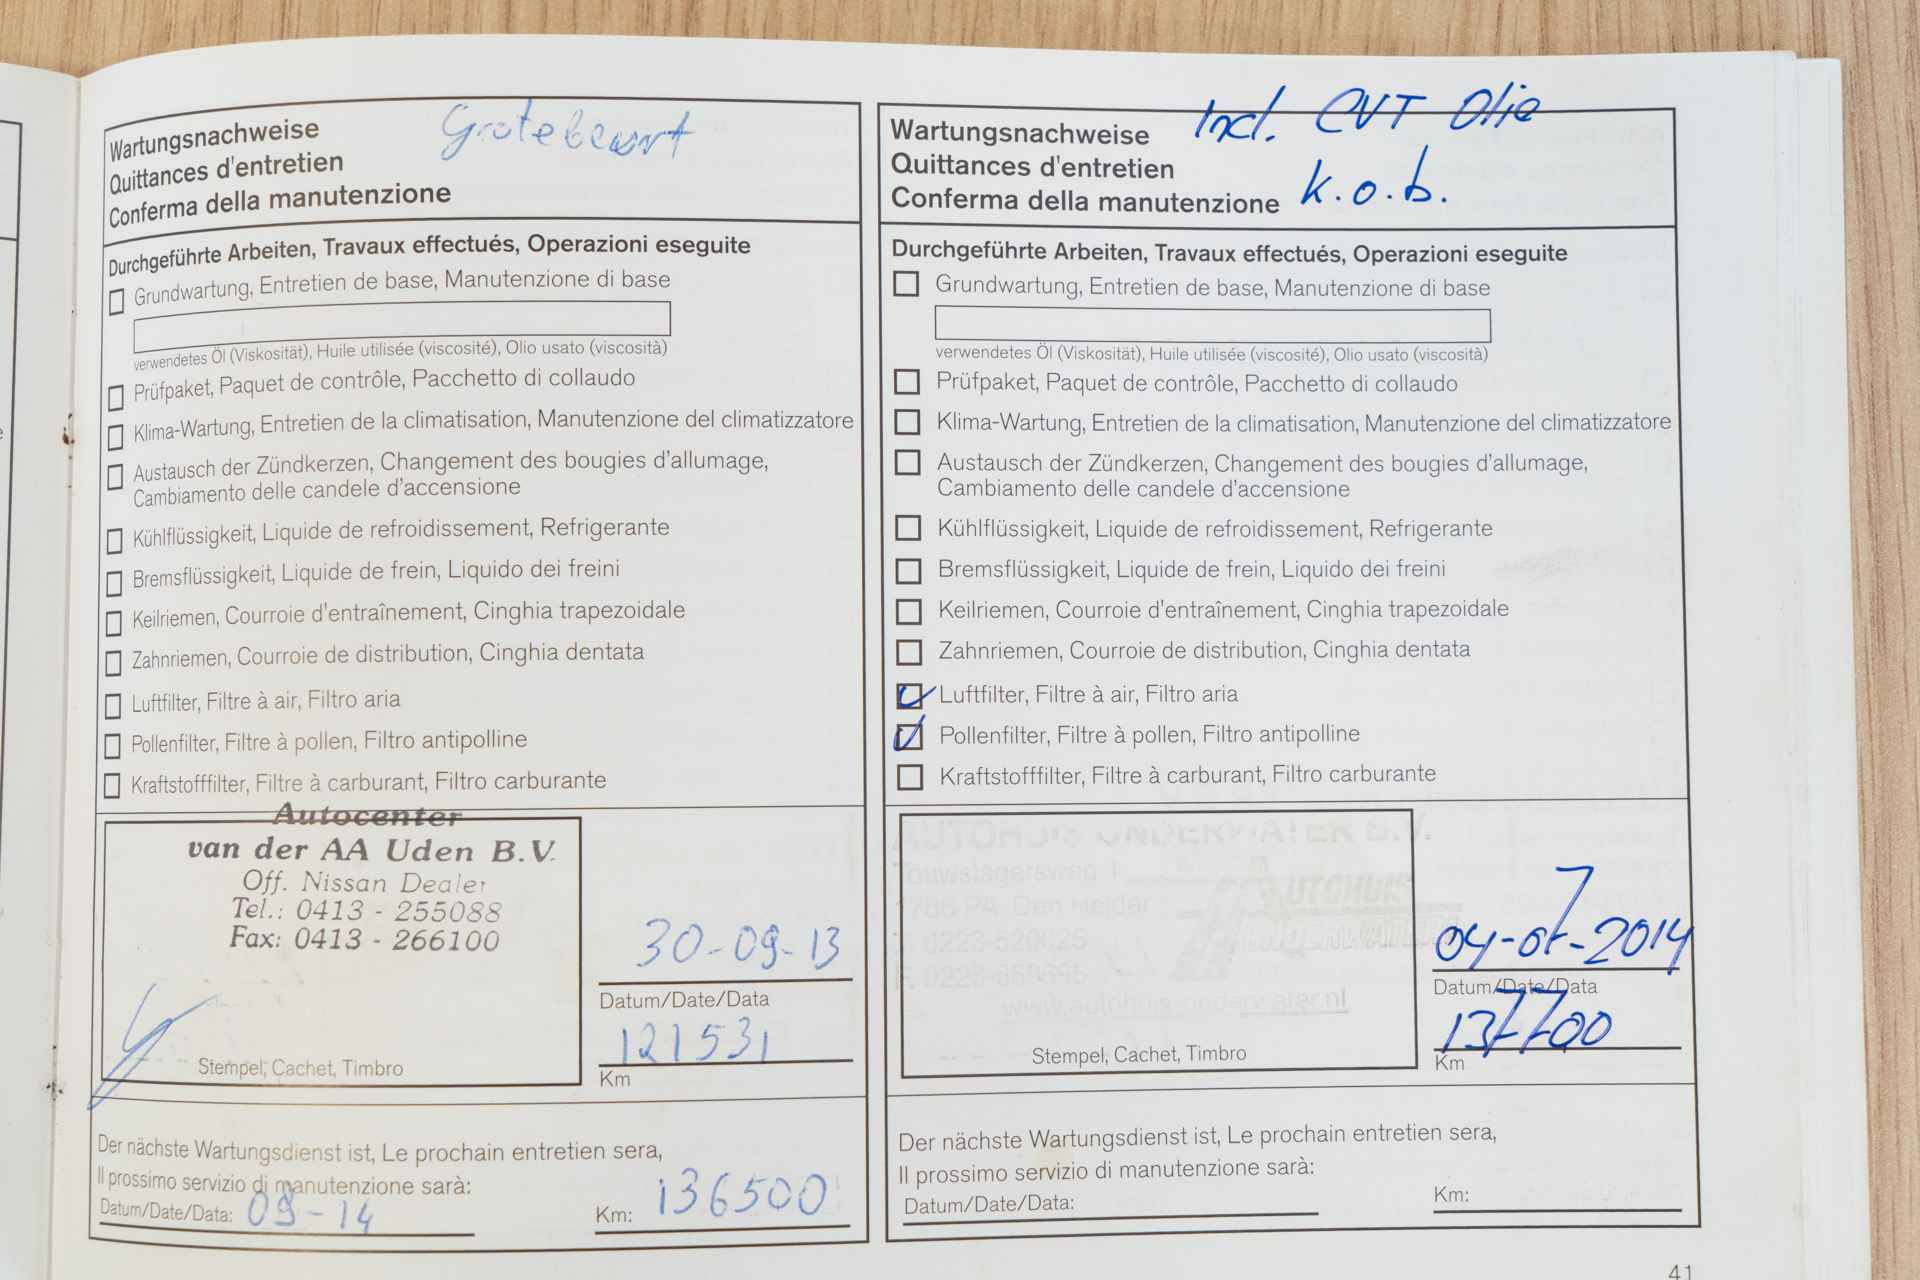 Wartungsnachweise
Quittances d'entretien
Conferma della manutenzione
Grotebeurt
Durchgeführte Arbeiten, Travaux effectués, Operazioni eseguite
Grundwartung, Entretien de base, Manutenzione di base
verwendetes Öl (Viskosität), Huile utilisée (viscosité), Olio usato (viscosità)
Prüfpaket, Paquet de contrôle, Pacchetto di collaudo
Klima-Wartung, Entretien de la climatisation, Manutenzione del climatizzatore
Austausch der Zündkerzen, Changement des bougies d'allumage,
Cambiamento delle candele d'accensione
Kühlflüssigkeit, Liquide de refroidissement, Refrigerante
Bremsflüssigkeit, Liquide de frein, Liquido dei freini
Keilriemen, Courroie d'entraînement, Cinghia trapezoidale
Zahnriemen, Courroie de distribution, Cinghia dentata
Luftfilter, Filtre à air, Filtro aria
Pollenfilter, Filtre à pollen, Filtro antipolline
Kraftstofffilter, Filtre à carburant, Filtro carburante
Autocenter
van der AA Uden B.V.
Off. Nissan Dealer
Tel.: 0413 - 255088
Fax: 0413 - 266100
Stempel, Cachet, Timbro
30-09-13
Datum/Date/Data
121531
Km
Der nächste Wartungsdienst ist, Le prochain entretien sera,
Il prossimo servizio di manutenzione sarà:
Datum/Date/Data: 09-14
Km: 136500
Incl. CVT Olie
k.o.b.
Wartungsnachweise
Quittances d'entretien
Conferma della manutenzione
Durchgeführte Arbeiten, Travaux effectués, Operazioni eseguite
Grundwartung, Entretien de base, Manutenzione di base
verwendetes Öl (Viskosität), Huile utilisée (viscosité), Olio usato (viscosità)
Prüfpaket, Paquet de contrôle, Pacchetto di collaudo
Klima-Wartung, Entretien de la climatisation, Manutenzione del climatizzatore
Austausch der Zündkerzen, Changement des bougies d'allumage,
Cambiamento delle candele d'accensione
Kühlflüssigkeit, Liquide de refroidissement, Refrigerante
Bremsflüssigkeit, Liquide de frein, Liquido dei freini
Keilriemen, Courroie d'entraînement, Cinghia trapezoidale
Zahnriemen, Courroie de distribution, Cinghia dentata
Luftfilter, Filtre à air, Filtro aria
Pollenfilter, Filtre à pollen, Filtro antipolline
Kraftstofffilter, Filtre à carburant, Filtro carburante
AUTOHUIS ONDERWATER B.V.
Den Helder
AUTOHUIS
ONDERWATER
www.autohuis-onderwater.nl
Stempel, Cachet, Timbro
04-07-2014
Datum/Date/Data
137700
Km
Der nächste Wartungsdienst ist, Le prochain entretien sera,
Il prossimo servizio di manutenzione sarà:
Datum/Date/Data:
Km:
41